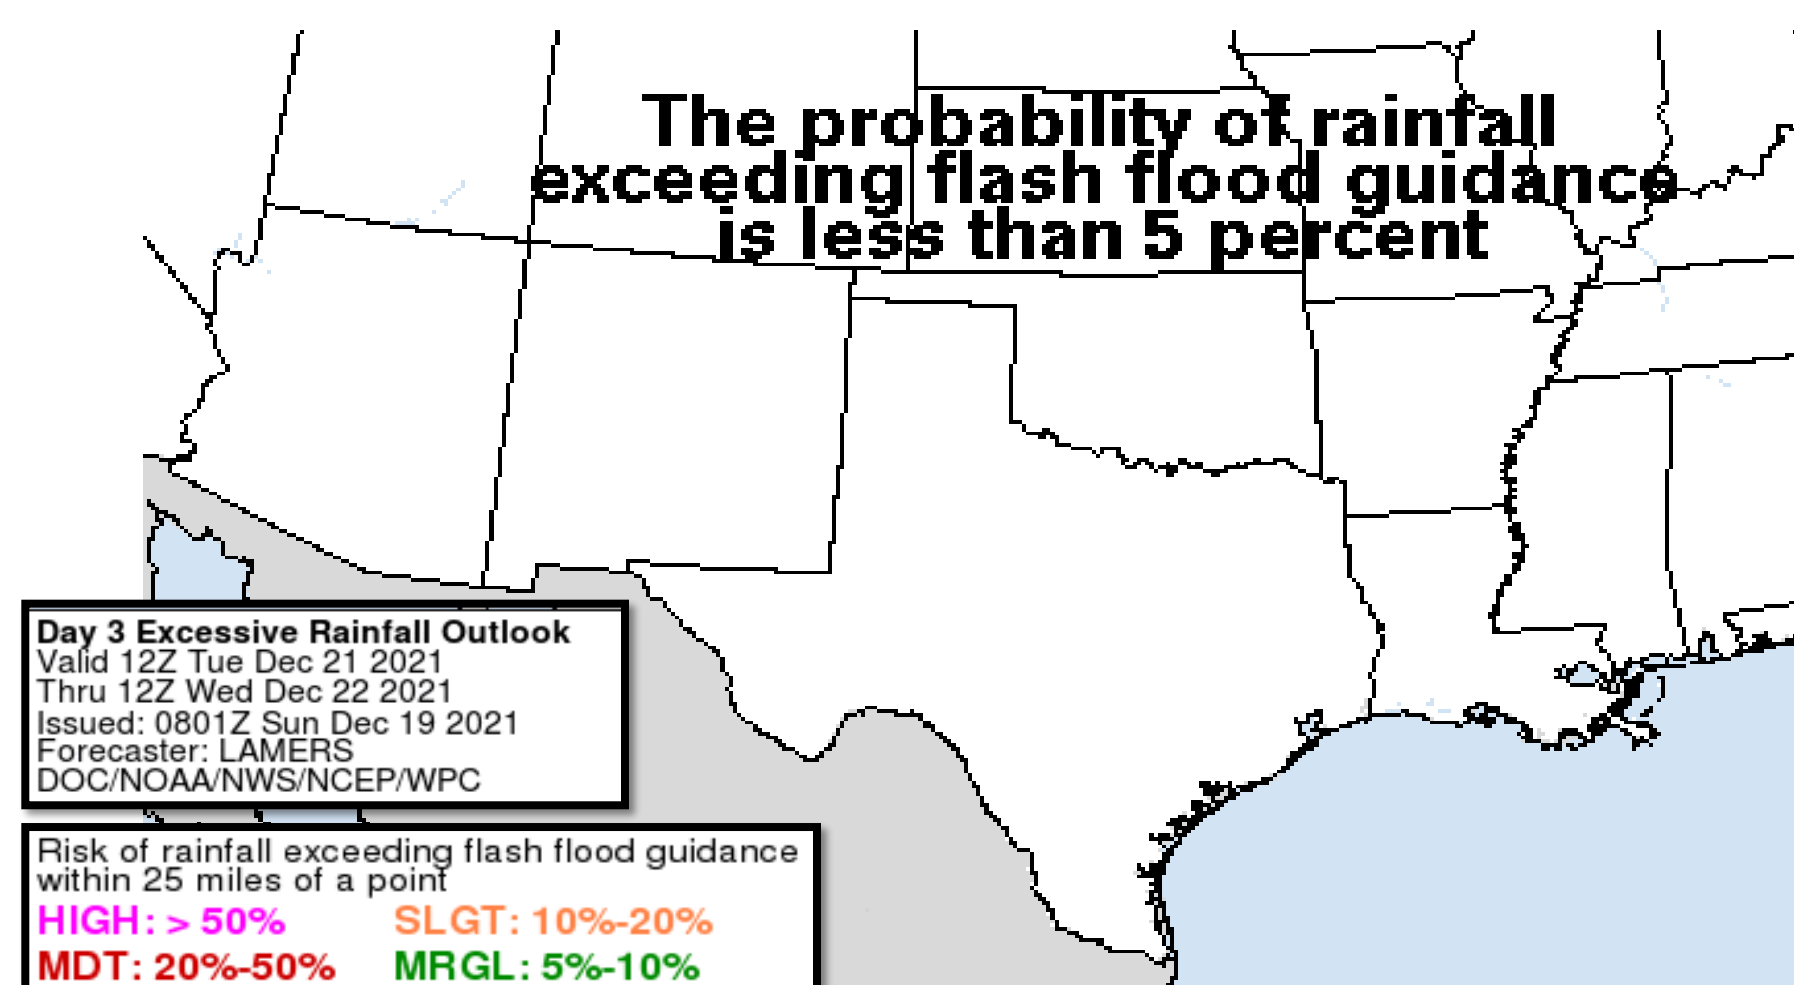 The probability of rainfall
exceeding flash flood guidance
is less than 5 percent
Day 3 Excessive Rainfall Outlook
Valid 12Z Tue Dec 21 2021
Thru 12Z Wed Dec 22 2021
Issued: 0801Z Sun Dec 19 2021
Forecaster: LAMERS
DOC/NOAA/NWS/NCEP/WPC
Risk of rainfall exceeding flash flood guidance
within 25 miles of a point
HIGH: > 50% SLGT: 10%-20%
MDT: 20%-50% MRGL: 5%-10%